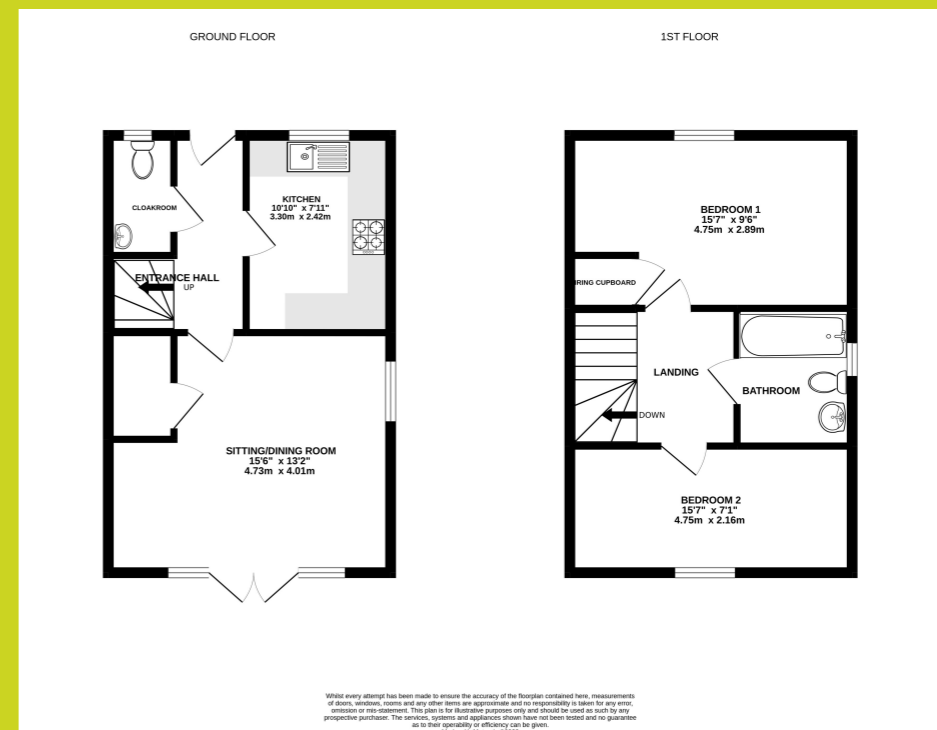 GROUND FLOOR
1ST FLOOR
CLOAKROOM
KITCHEN
10'10" x 7'11"
3.30m x 2.42m
ENTRANCE HALL
UP
SITTING/DINING ROOM
15'6" x 13'2"
4.73m x 4.01m
BEDROOM 1
15'7" x 9'6"
4.75m x 2.89m
IRING CUPBOARD
LANDING
BATHROOM
DOWN
BEDROOM 2
15'7" x 7'1"
4.75m x 2.16m
Whilst every attempt has been made to ensure the accuracy of the floorplan contained here, measurements
of doors, windows, rooms and any other items are approximate and no responsibility is taken for any error,
omission or mis-statement. This plan is for illustrative purposes only and should be used as such by any
prospective purchaser. The services, systems and appliances shown have not been tested and no guarantee
as to their operability or efficiency can be given.